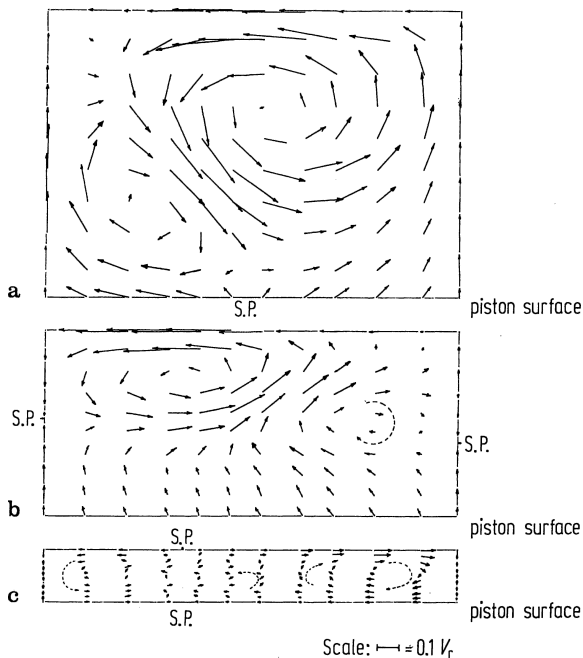 a
S.P.
piston surface
S.P.
S.P.
b
piston surface
S.P.
c
S.P.
piston surface
Scale: ⊢⊣ = 0.1 Vr